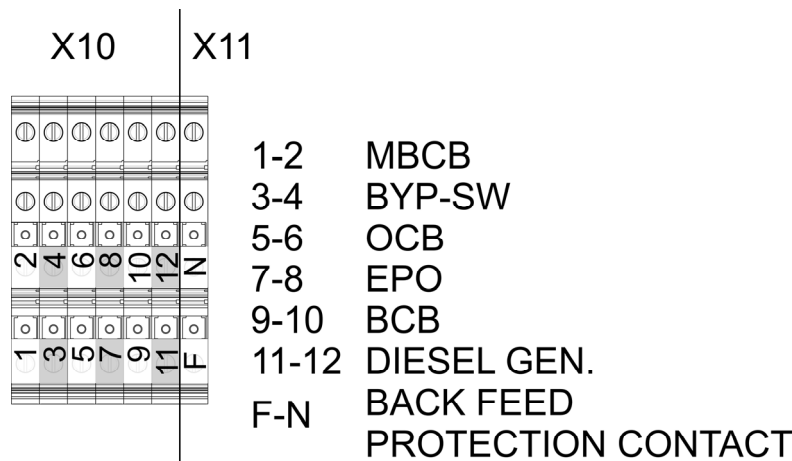 X10 X11
1-2 MBCB
3-4 BYP-SW
5-6 OCB
7-8 EPO
9-10 BCB
11-12 DIESEL GEN.
F-N BACK FEED
PROTECTION CONTACT
2 4 6 8 10 12 N
1 3 5 7 9 11 F